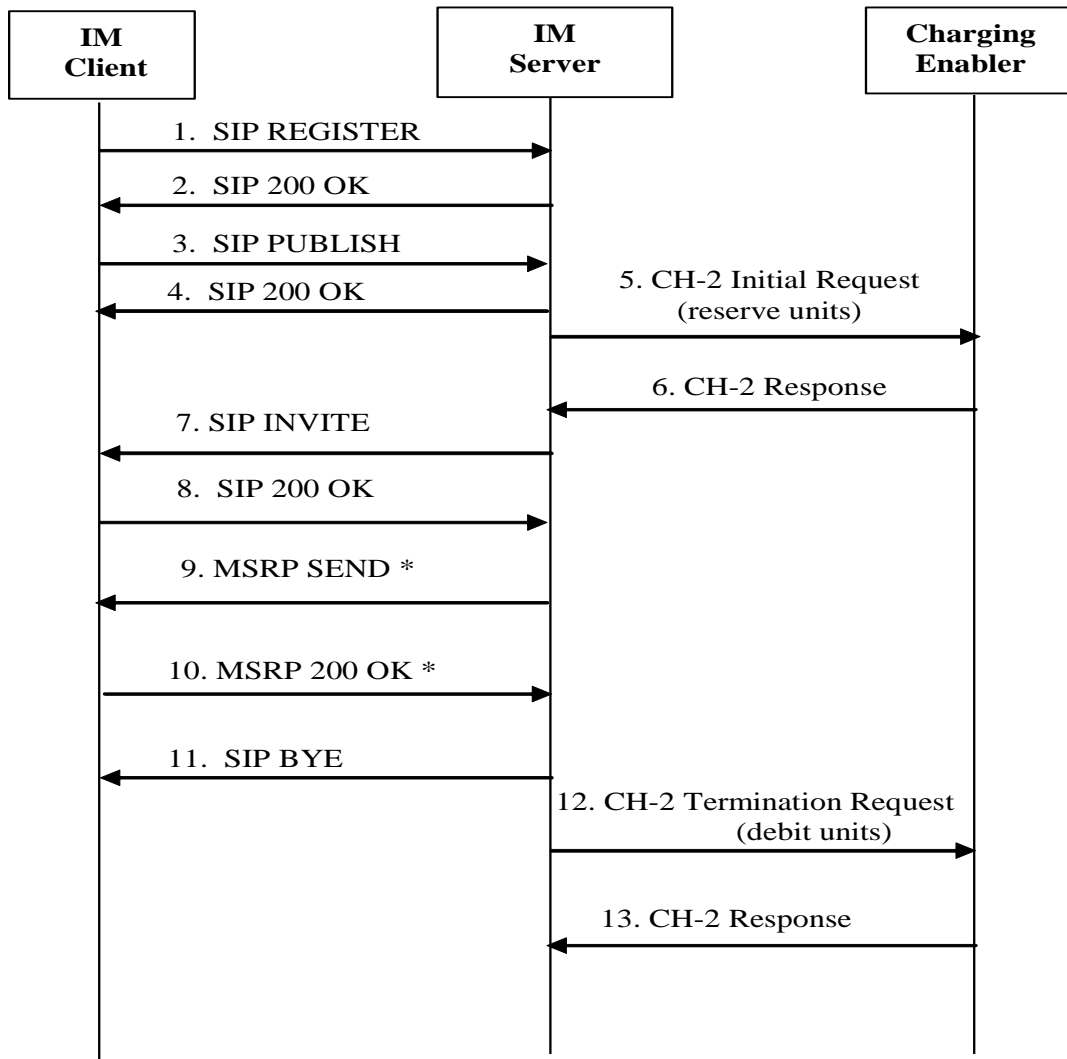 IM
Client
IM
Server
Charging
Enabler
1. SIP REGISTER
2. SIP 200 OK
3. SIP PUBLISH
4. SIP 200 OK
5. CH-2 Initial Request
(reserve units)
6. CH-2 Response
7. SIP INVITE
8. SIP 200 OK
9. MSRP SEND *
10. MSRP 200 OK *
11. SIP BYE
12. CH-2 Termination Request
(debit units)
13. CH-2 Response